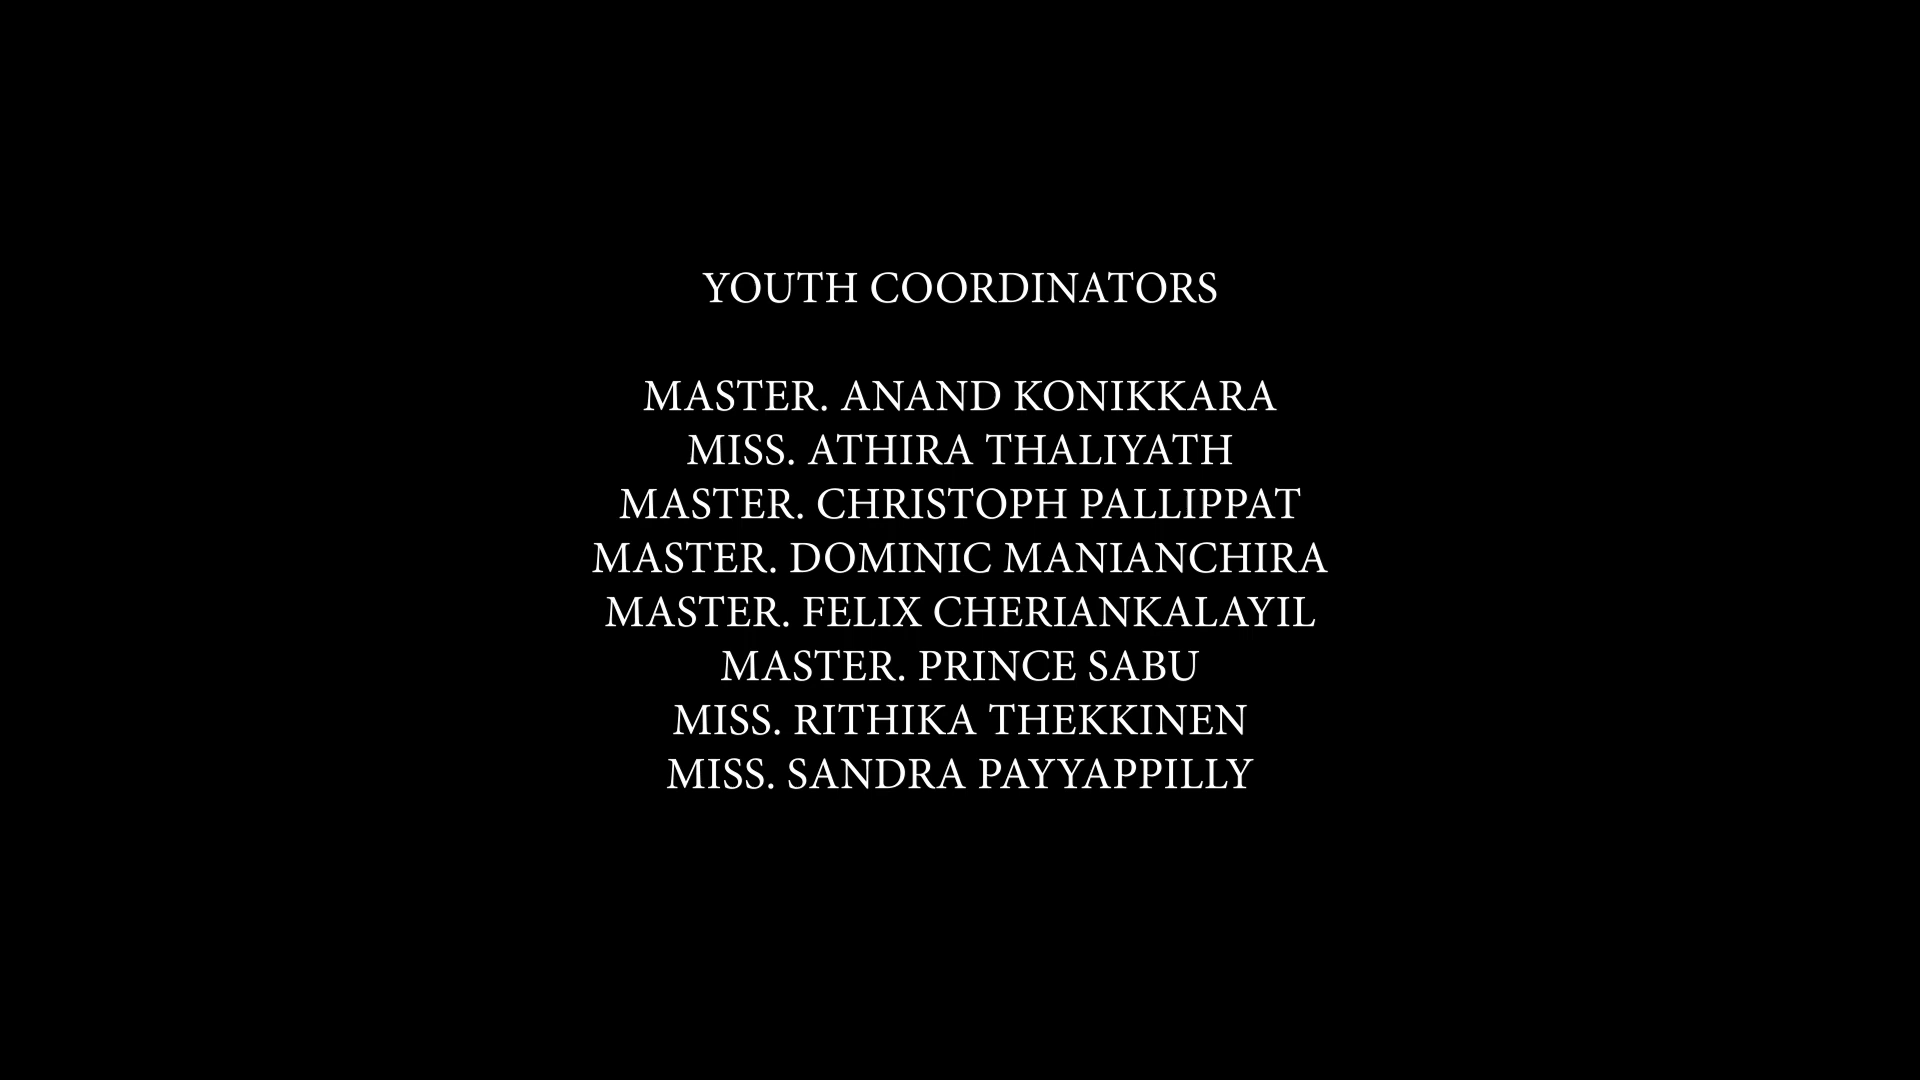 YOUTH COORDINATORS
MASTER. ANAND KONIKKARA
MISS. ATHIRA THALIYATH
MASTER. CHRISTOPH PALLIPPAT
MASTER. DOMINIC MANIANCHIRA
MASTER. FELIX CHERIANKALAYIL
MASTER. PRINCE SABU
MISS. RITHIKA THEKKINEN
MISS. SANDRA PAYYAPPILLY